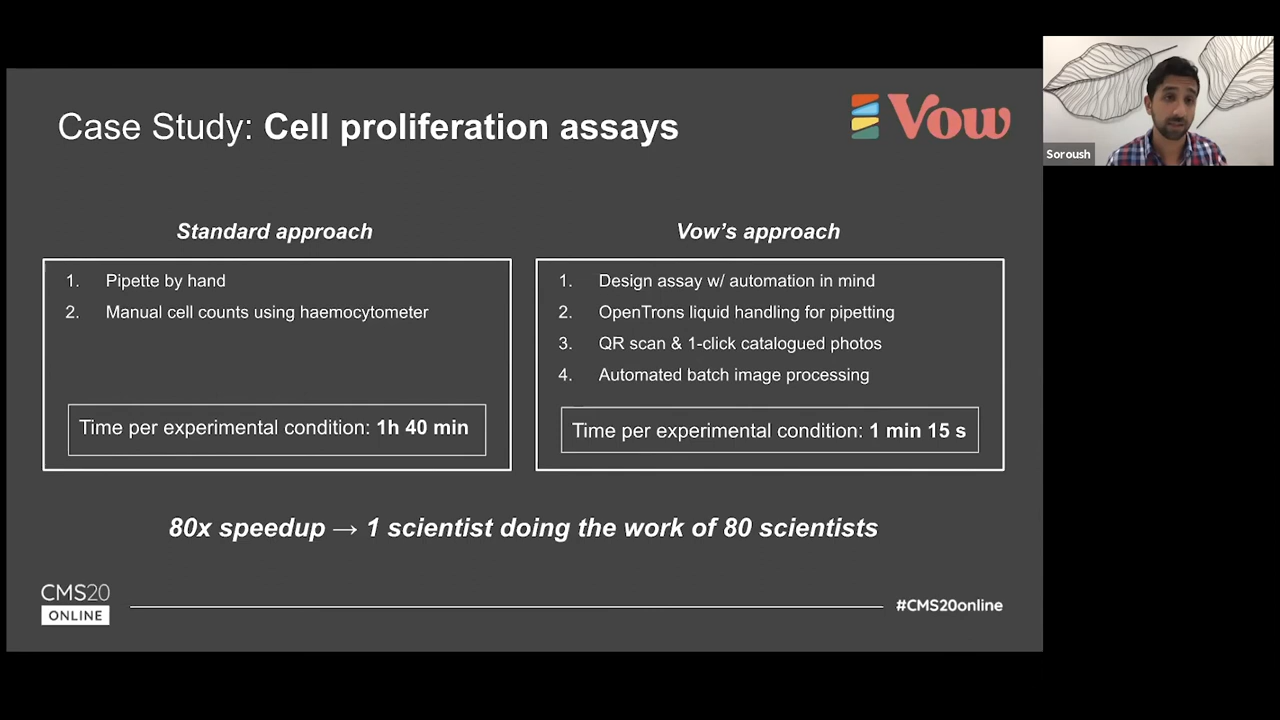 Case Study: Cell proliferation assays
Vow
Soroush
Standard approach
1. Pipette by hand
2. Manual cell counts using haemocytometer
Time per experimental condition: 1h 40 min
Vow's approach
1. Design assay w/ automation in mind
2. OpenTrons liquid handling for pipetting
3. QR scan & 1-click catalogued photos
4. Automated batch image processing
Time per experimental condition: 1 min 15 s
80x speedup → 1 scientist doing the work of 80 scientists
CMS20
ONLINE
#CMS20online